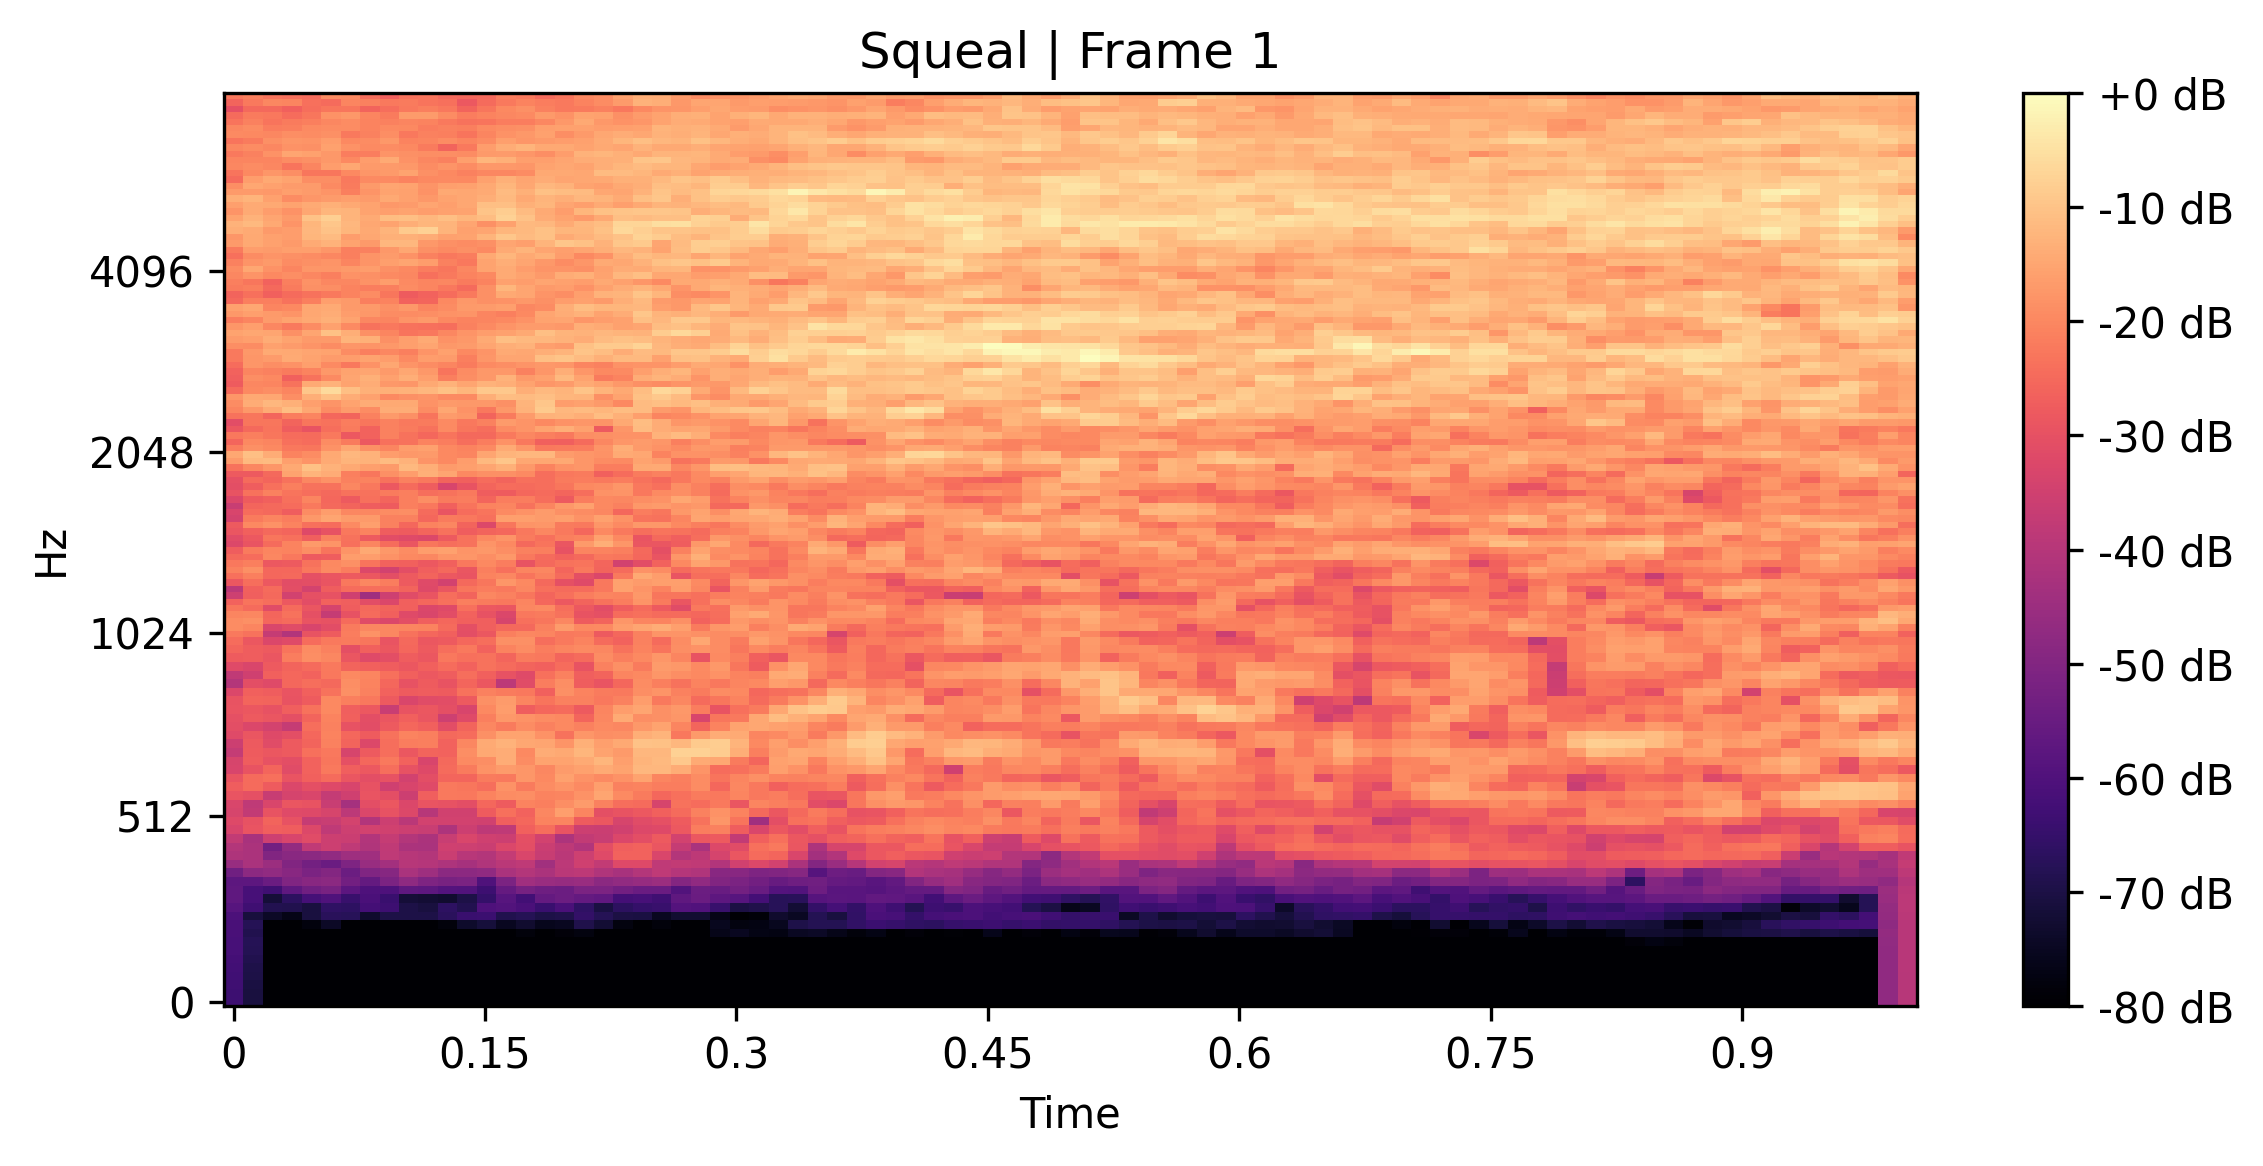 Squeal | Frame 1
+0 dB
-10 dB
-20 dB
-30 dB
-40 dB
-50 dB
-60 dB
-70 dB
-80 dB
Hz
4096
2048
1024
512
0
0 0.15 0.3 0.45 0.6 0.75 0.9
Time